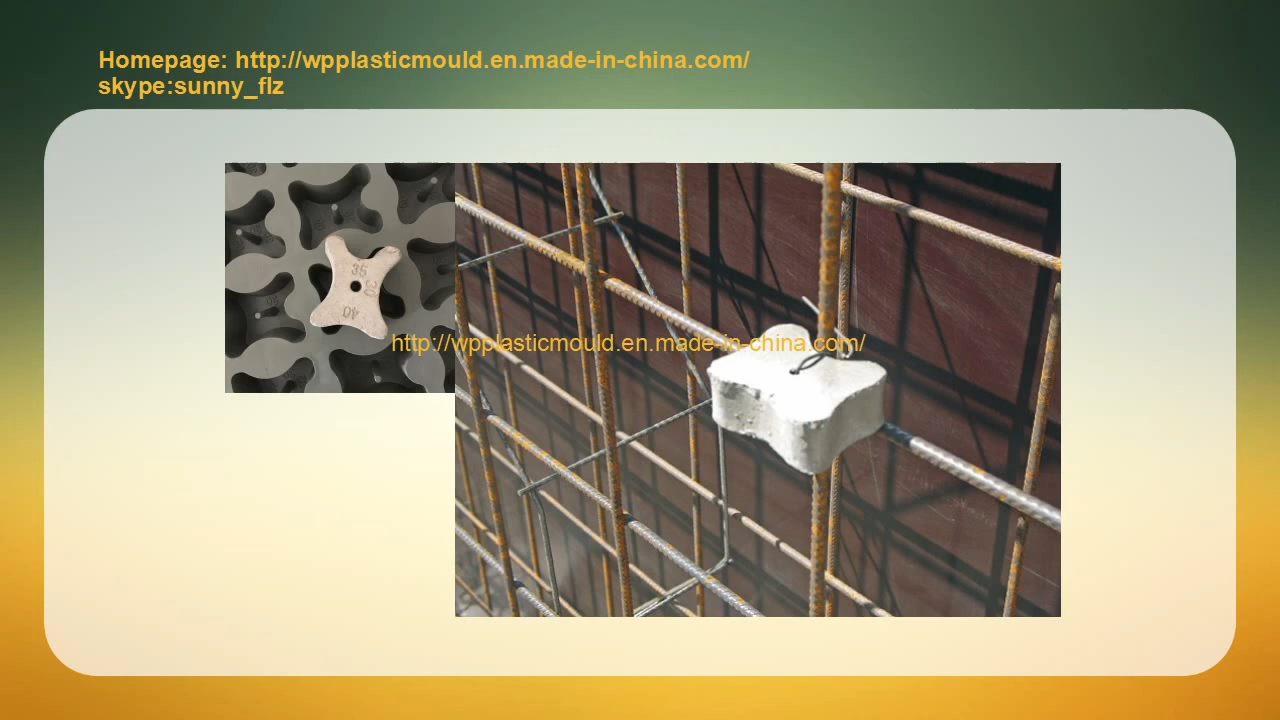 Homepage: http://wpplasticmould.en.made-in-china.com/
skype:sunny_flz
35
30
40
http://wpplasticmould.en.made-in-china.com/